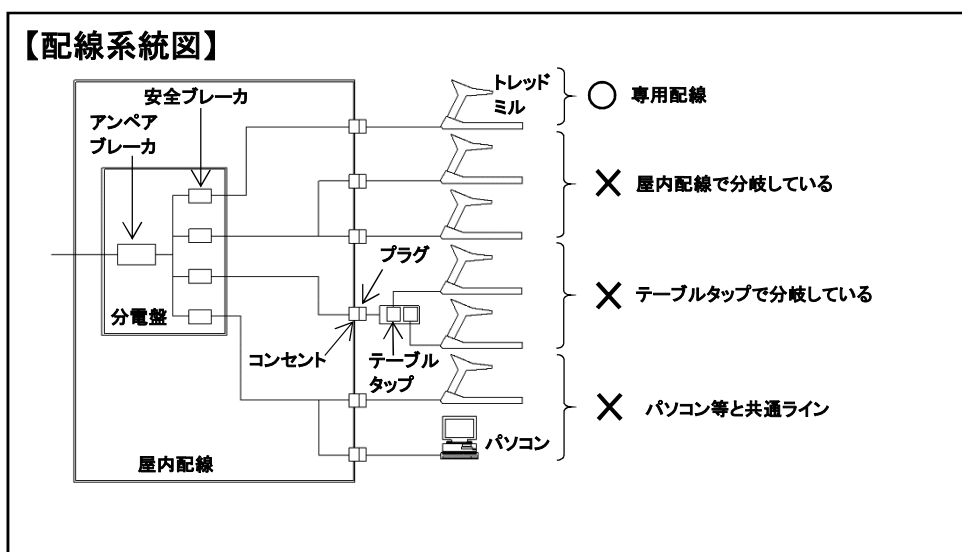 【配線系統図】
安全ブレーカ
アンペア
ブレーカ
分電盤
屋内配線
コンセント
プラグ
テーブル
タップ
トレッド
ミル
パソコン
○ 専用配線
× 屋内配線で分岐している
× テーブルタップで分岐している
× パソコン等と共通ライン